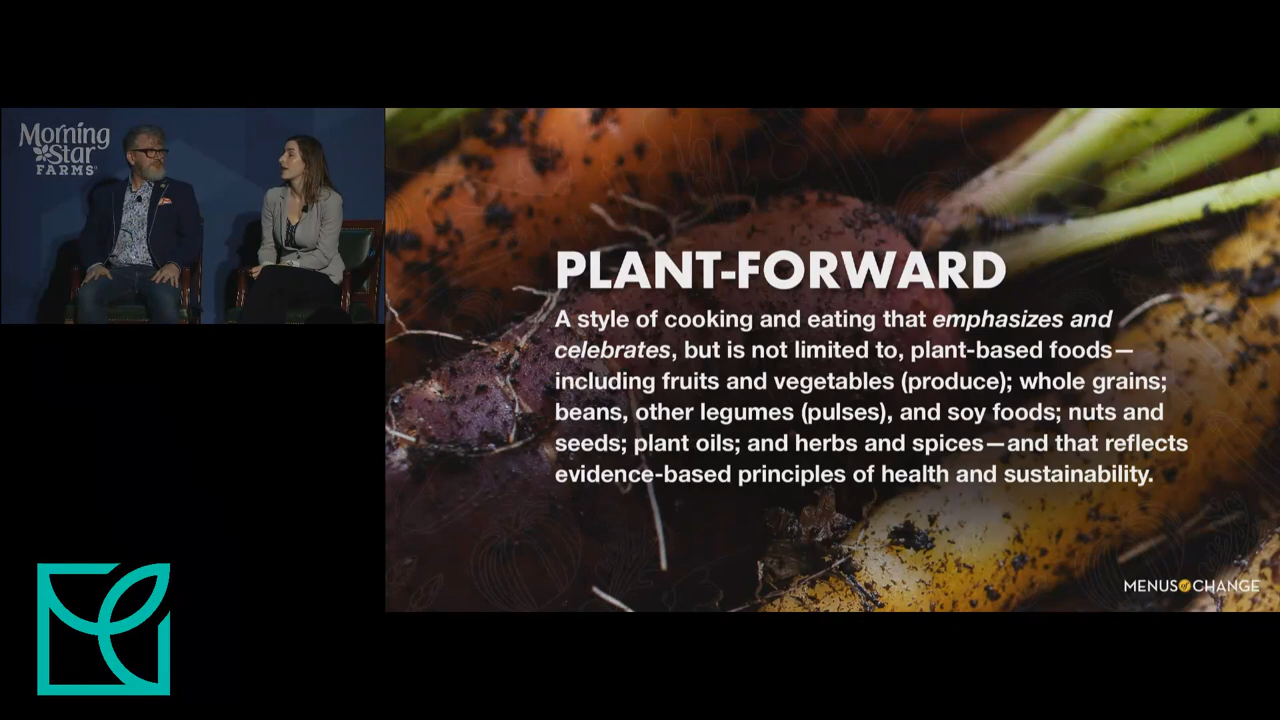 Morning
Star
FARMS
PLANT-FORWARD
A style of cooking and eating that emphasizes and
celebrates, but is not limited to, plant-based foods—
including fruits and vegetables (produce); whole grains;
beans, other legumes (pulses), and soy foods; nuts and
seeds; plant oils; and herbs and spices—and that reflects
evidence-based principles of health and sustainability.
MENUS of CHANGE